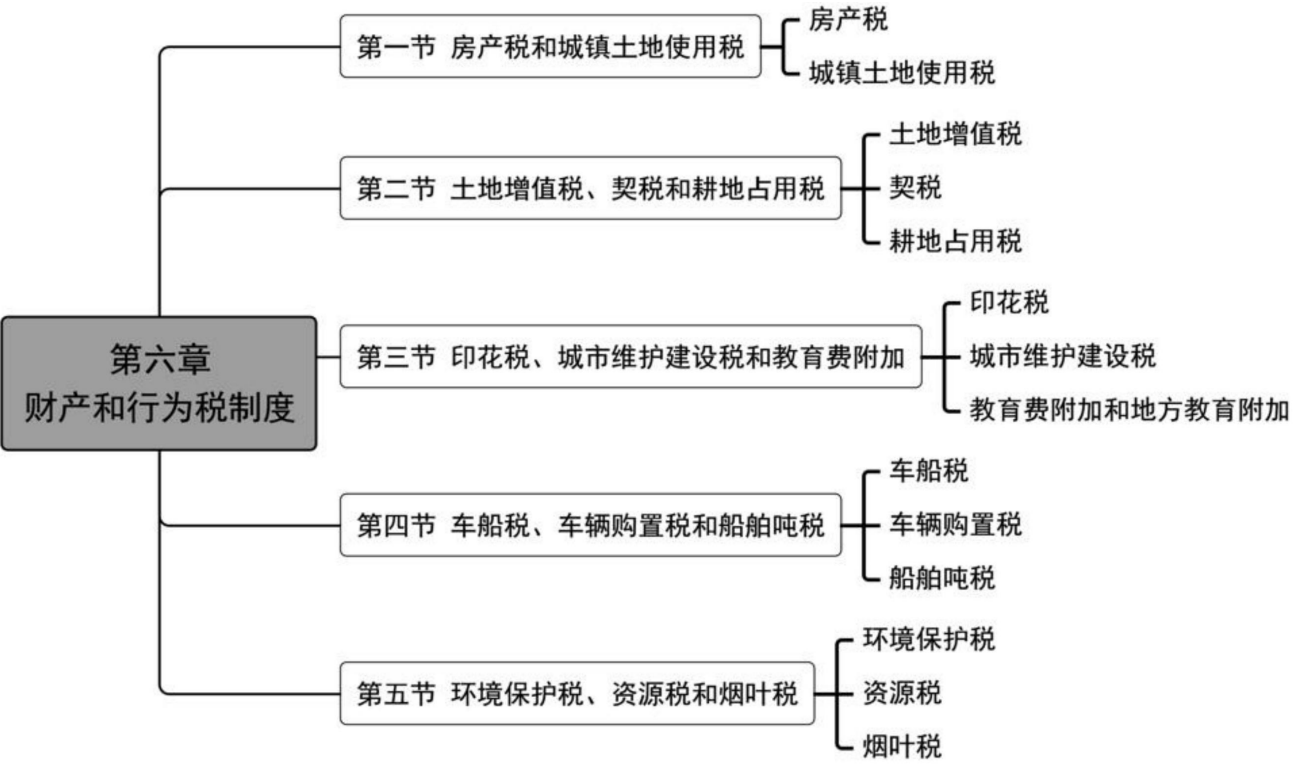 第六章
财产和行为税制度
第一节 房产税和城镇土地使用税
房产税
城镇土地使用税
第二节 土地增值税、契税和耕地占用税
土地增值税
契税
耕地占用税
第三节 印花税、城市维护建设税和教育费附加
印花税
城市维护建设税
教育费附加和地方教育附加
第四节 车船税、车辆购置税和船舶吨税
车船税
车辆购置税
船舶吨税
第五节 环境保护税、资源税和烟叶税
环境保护税
资源税
烟叶税